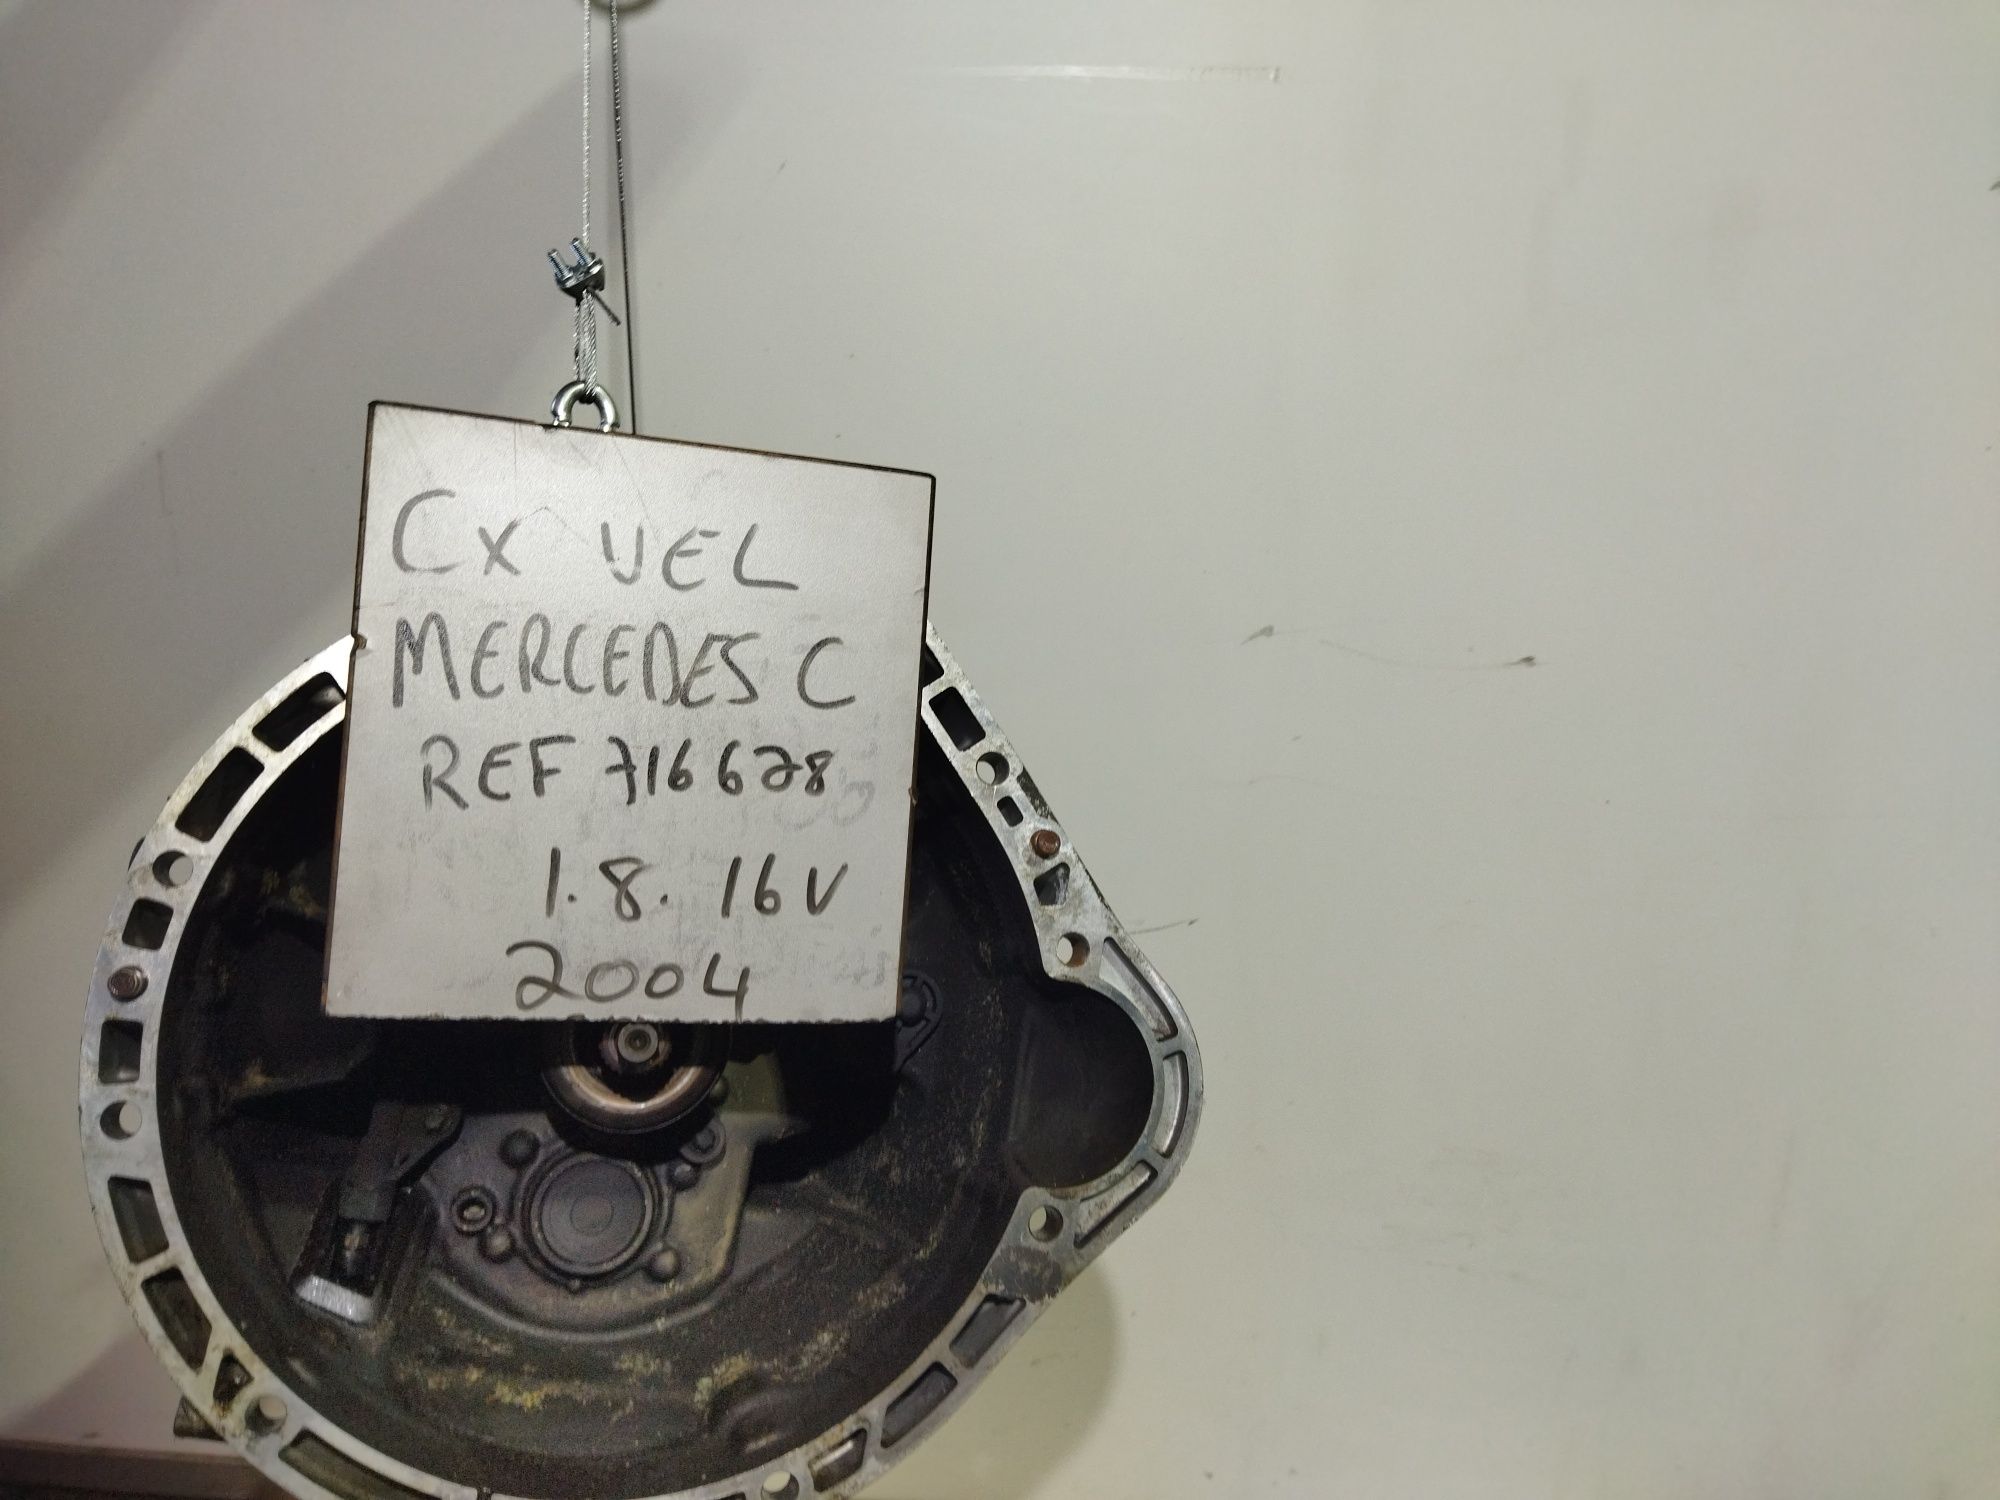 Cx VEL
MERCEDES C
REF 716628
1.8. 16V
2004